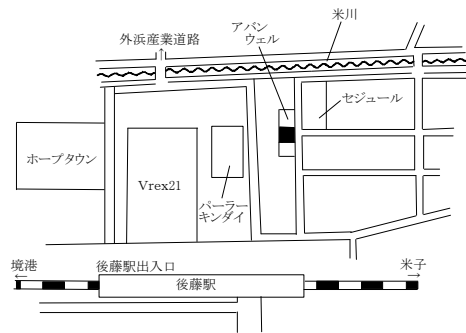 米川
アバン
ウェル
外浜産業道路
セジュール
ホープタウン
Vrex21
パーラー
キンダイ
境港
後藤駅出入口
後藤駅
米子